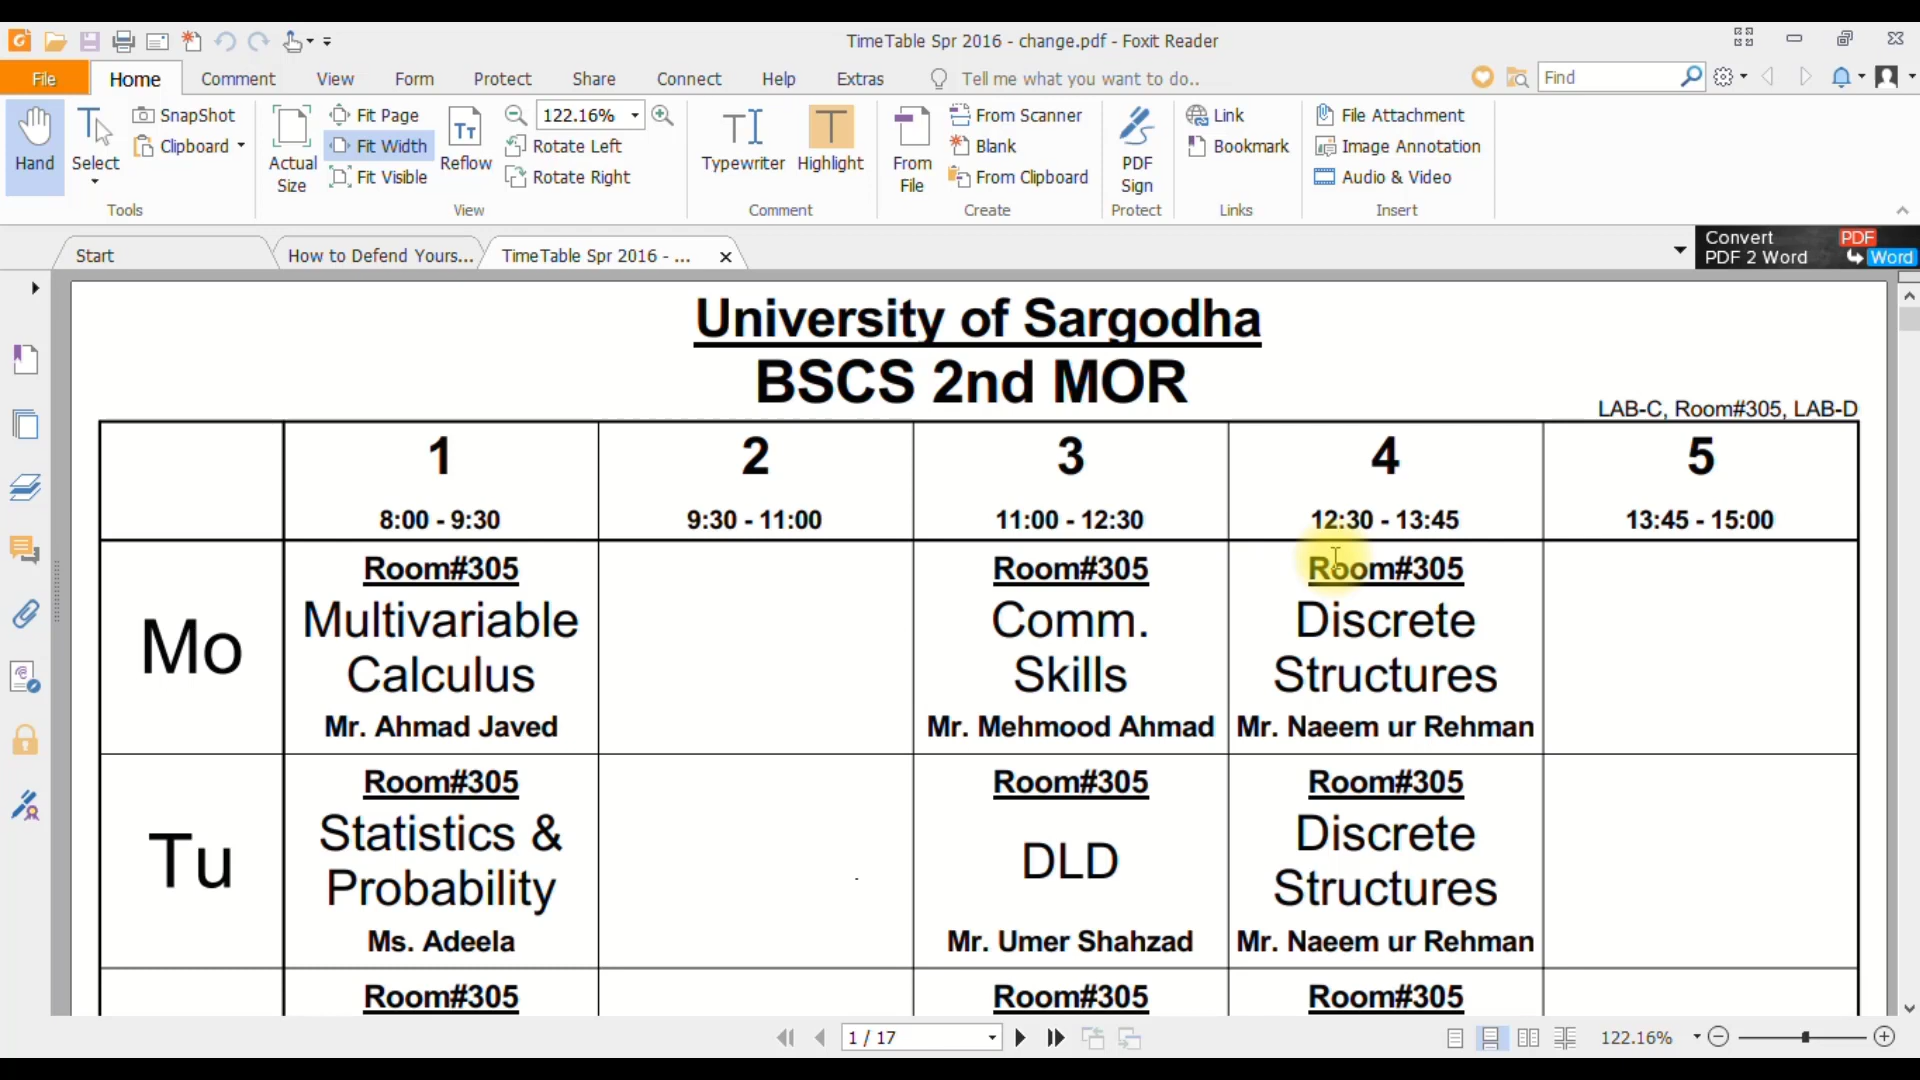 TimeTable Spr 2016 - change.pdf - Foxit Reader
File Home Comment View Form Protect Share Connect Help Extras Tell me what you want to do.. Find
Hand
Select
SnapShot
Clipboard
Tools
Actual Size
Fit Page
Fit Width
Fit Visible
Reflow
122.16%
Rotate Left
Rotate Right
View
Typewriter
Highlight
Comment
From File
From Scanner
Blank
From Clipboard
Create
PDF Sign
Protect
Link
Bookmark
Links
File Attachment
Image Annotation
Audio & Video
Insert
Start
How to Defend Yours...
TimeTable Spr 2016 - ...
Convert PDF
PDF 2 Word Word
University of Sargodha
BSCS 2nd MOR
LAB-C, Room#305, LAB-D
1 2 3 4 5
8:00 - 9:30 9:30 - 11:00 11:00 - 12:30 12:30 - 13:45 13:45 - 15:00
Mo
Room#305
Multivariable
Calculus
Mr. Ahmad Javed
Room#305
Comm.
Skills
Mr. Mehmood Ahmad
Room#305
Discrete
Structures
Mr. Naeem ur Rehman
Tu
Room#305
Statistics &
Probability
Ms. Adeela
Room#305
DLD
Mr. Umer Shahzad
Room#305
Discrete
Structures
Mr. Naeem ur Rehman
Room#305 Room#305 Room#305
1 / 17
122.16%